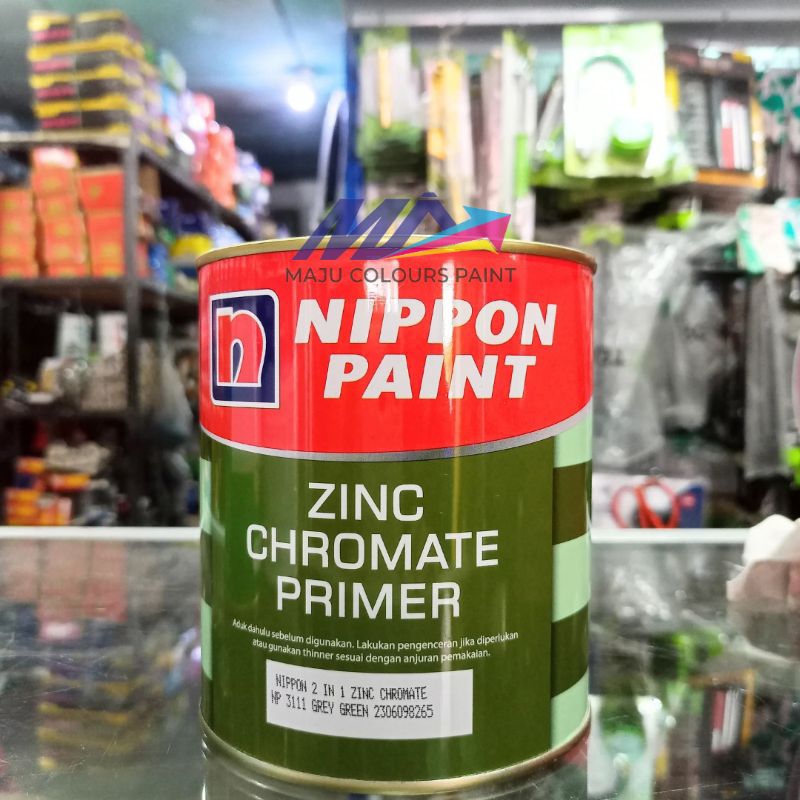 MA
MAJU COLOURS PAINT
n
NIPPON
PAINT
ZINC
CHROMATE
PRIMER
Aduk dahulu sebelum digunakan. Lakukan pengenceran jika diperlukan
atau gunakan thinner sesuai dengan anjuran pemakaian.
NIPPON 2 IN 1 ZINC CHROMATE
NP 3111 GREY GREEN 2306098265